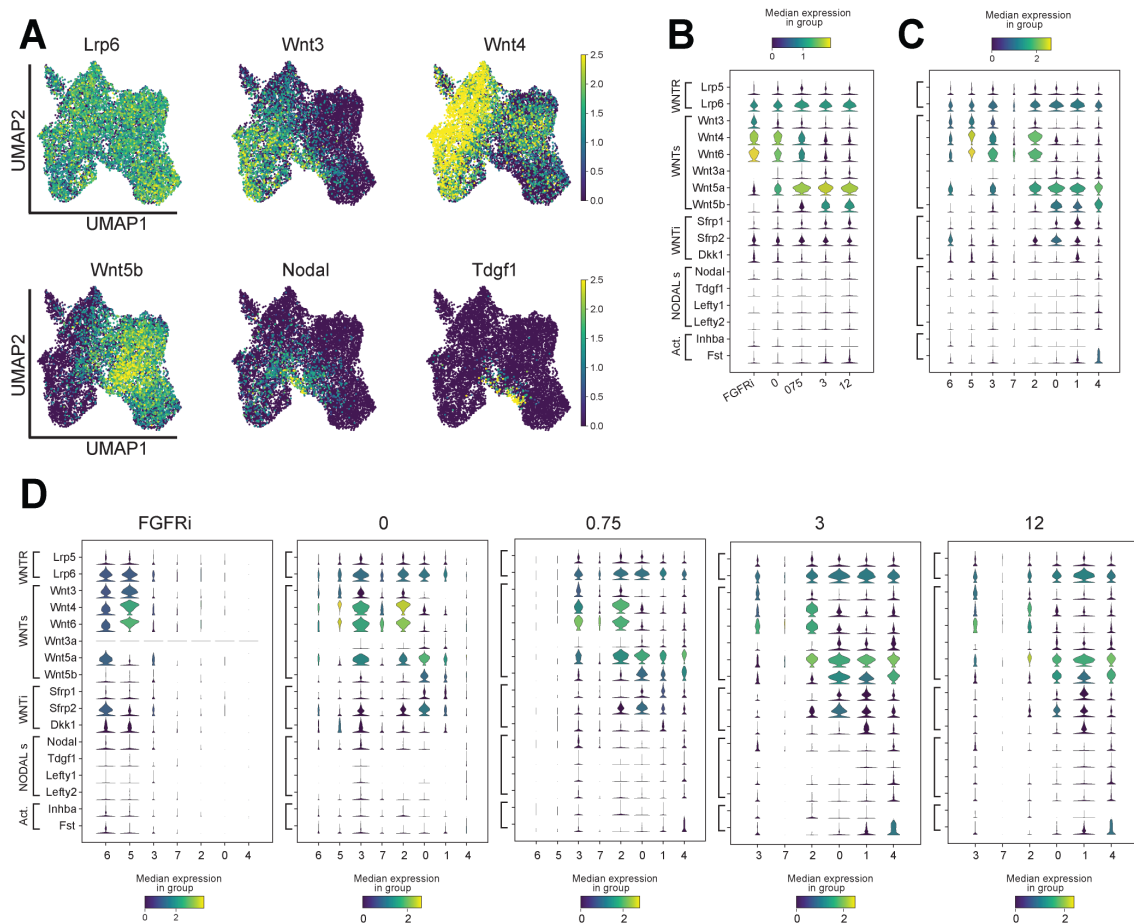 A
Lrp6 Wnt3 Wnt4
2.5
2.0
1.5
1.0
0.5
0.0
UMAP2
UMAP1
Wnt5b Nodal Tdgf1
2.5
2.0
1.5
1.0
0.5
0.0
UMAP2
UMAP1
B
Median expression
in group
0 1
WNTR
Lrp5
Lrp6
WNTs
Wnt3
Wnt4
Wnt6
Wnt3a
Wnt5a
Wnt5b
WNTi
Sfrp1
Sfrp2
Dkk1
NODAL s
Nodal
Tdgf1
Lefty1
Lefty2
Act.
Inhba
Fst
FGFRi 0 075 3 12
C
Median expression
in group
0 2
6 5 3 7 2 0 1 4
D
FGFRi 0 0.75 3 12
WNTR
Lrp5
Lrp6
WNTs
Wnt3
Wnt4
Wnt6
Wnt3a
Wnt5a
Wnt5b
WNTi
Sfrp1
Sfrp2
Dkk1
NODAL s
Nodal
Tdgf1
Lefty1
Lefty2
Act.
Inhba
Fst
6 5 3 7 2 0 1 4
Median expression
in group
0 2
6 5 3 7 2 0 1 4
Median expression
in group
0 2
6 5 3 7 2 0 1 4
Median expression
in group
0 2
3 7 2 0 1 4
Median expression
in group
0 2
3 7 2 0 1 4
Median expression
in group
0 2